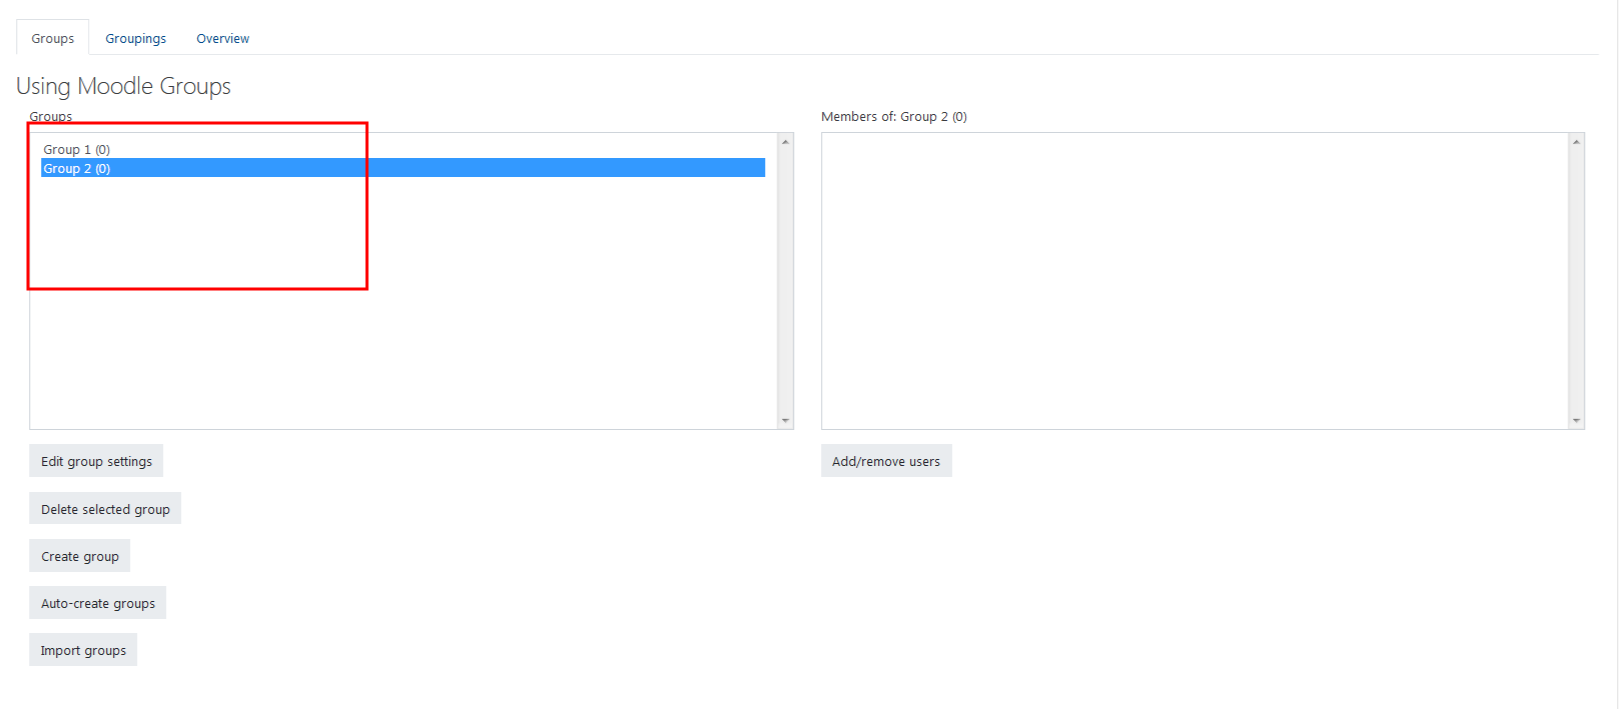 Groups Groupings Overview
Using Moodle Groups
Groups
Group 1 (0)
Group 2 (0)
Members of: Group 2 (0)
Edit group settings
Add/remove users
Delete selected group
Create group
Auto-create groups
Import groups